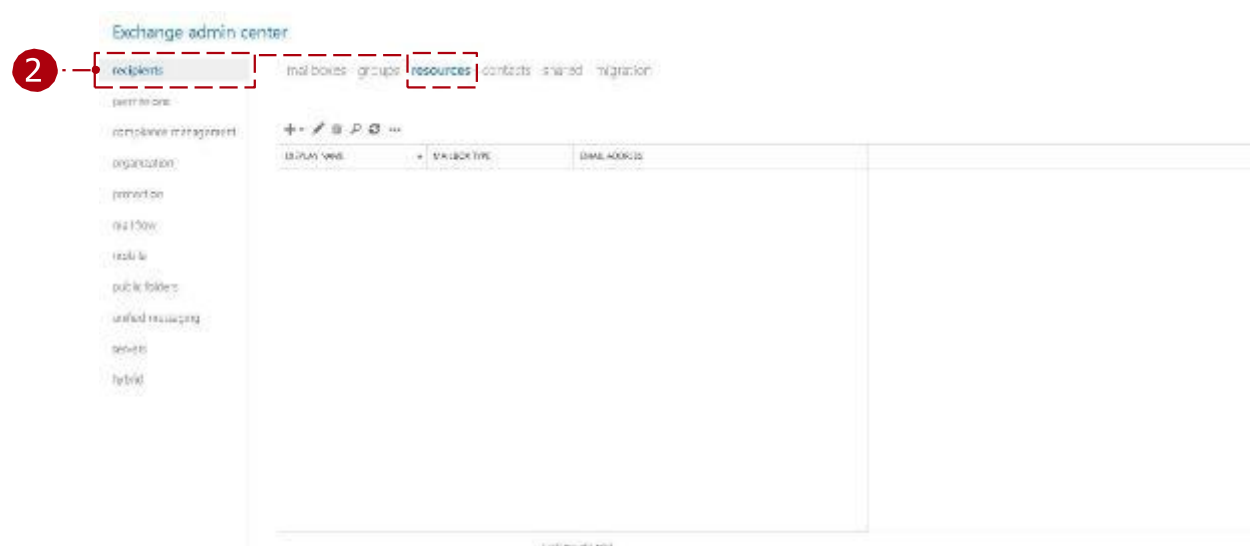 Exchange admin center
2
recipients
mailboxes groups resources contacts shared migration
permissions
compliance management
organization
protection
mail flow
mobile
public folders
unified messaging
servers
hybrid
DISPLAY NAME MAILBOX TYPE EMAIL ADDRESS